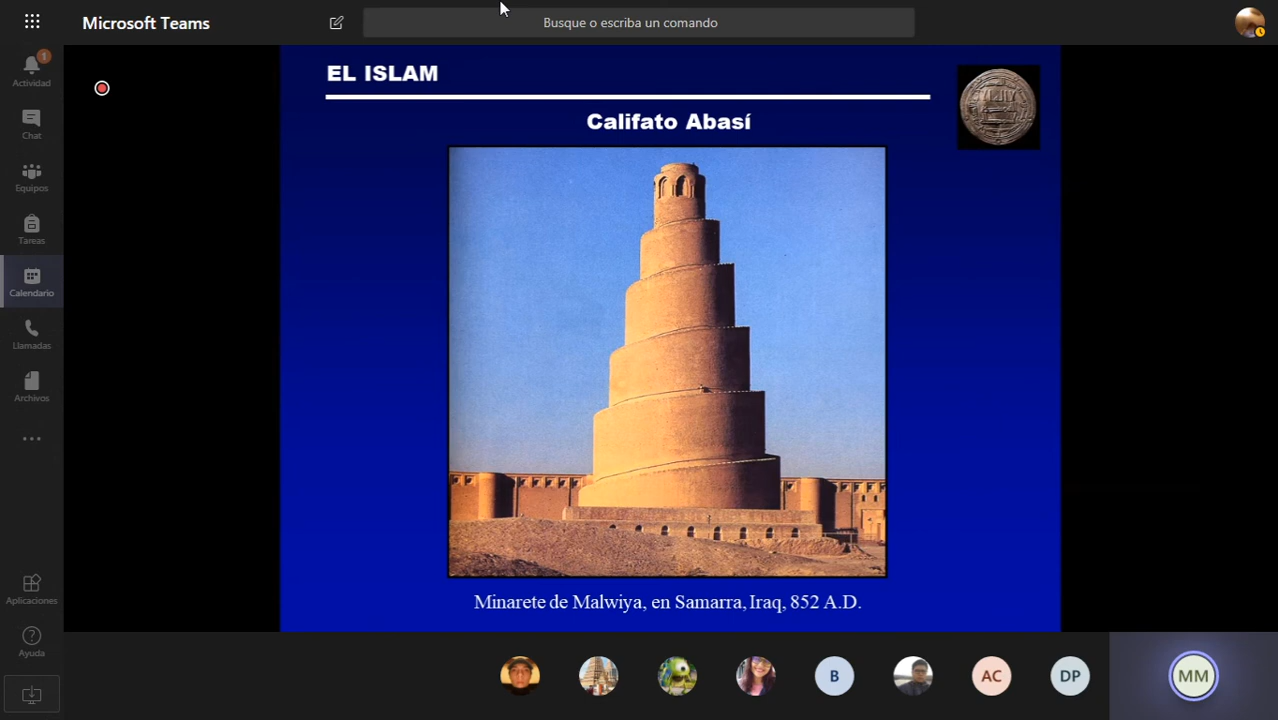 Microsoft Teams
Busque o escriba un comando
1
Actividad
Chat
Equipos
Tareas
Calendario
Llamadas
Archivos
Aplicaciones
Ayuda
EL ISLAM
Califato Abasí
Minarete de Malwiya, en Samarra, Iraq, 852 A.D.
B
AC
DP
MM